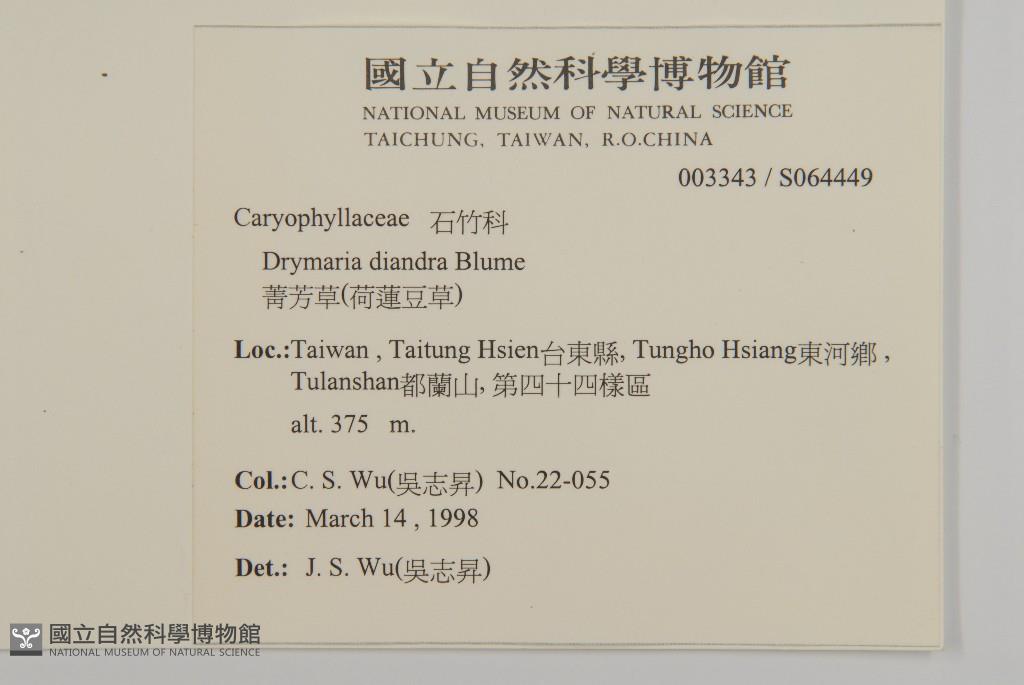 國立自然科學博物館
NATIONAL MUSEUM OF NATURAL SCIENCE
TAICHUNG, TAIWAN, R.O.CHINA
003343 / S064449
Caryophyllaceae 石竹科
Drymaria diandra Blume
菁芳草(荷蓮豆草)
Loc.:Taiwan , Taitung Hsien台東縣, Tungho Hsiang東河鄉 ,
Tulanshan都蘭山, 第四十四樣區
alt. 375 m.
Col.:C. S. Wu(吳志昇) No.22-055
Date: March 14 , 1998
Det.: J. S. Wu(吳志昇)
國立自然科學博物館
NATIONAL MUSEUM OF NATURAL SCIENCE